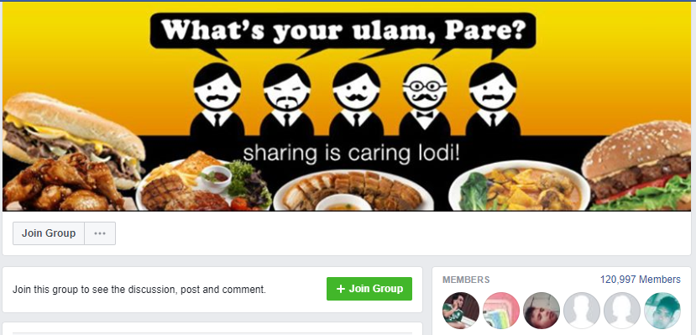 What's your ulam, Pare?
sharing is caring lodi!
Join Group
Join this group to see the discussion, post and comment.
+ Join Group
MEMBERS
120,997 Members